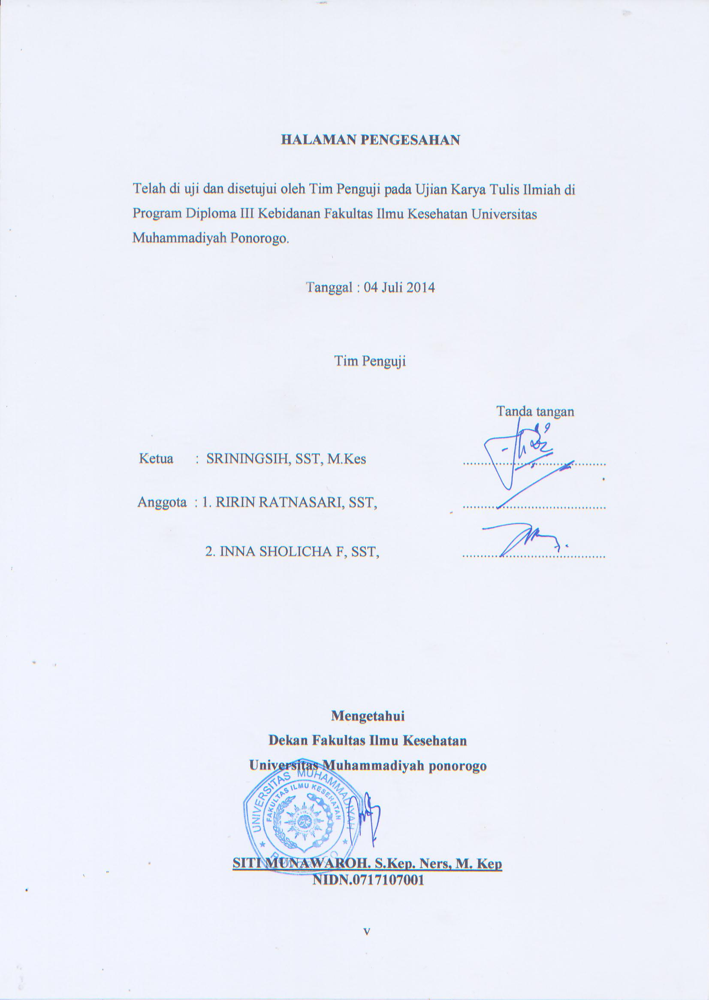 HALAMAN PENGESAHAN
Telah di uji dan disetujui oleh Tim Penguji pada Ujian Karya Tulis Ilmiah di
Program Diploma III Kebidanan Fakultas Ilmu Kesehatan Universitas
Muhammadiyah Ponorogo.
Tanggal : 04 Juli 2014
Tim Penguji
Tanda tangan
Ketua : SRININGSIH, SST, M.Kes ........................................
Anggota : 1. RIRIN RATNASARI, SST, ........................................
2. INNA SHOLICHA F, SST, ........................................
Mengetahui
Dekan Fakultas Ilmu Kesehatan
Universitas Muhammadiyah ponorogo
UNIVERSITAS MUHAMMADIYAH
FAKULTAS ILMU KESEHATAN
SITI MUNAWAROH. S.Kep. Ners, M. Kep
NIDN.0717107001
v